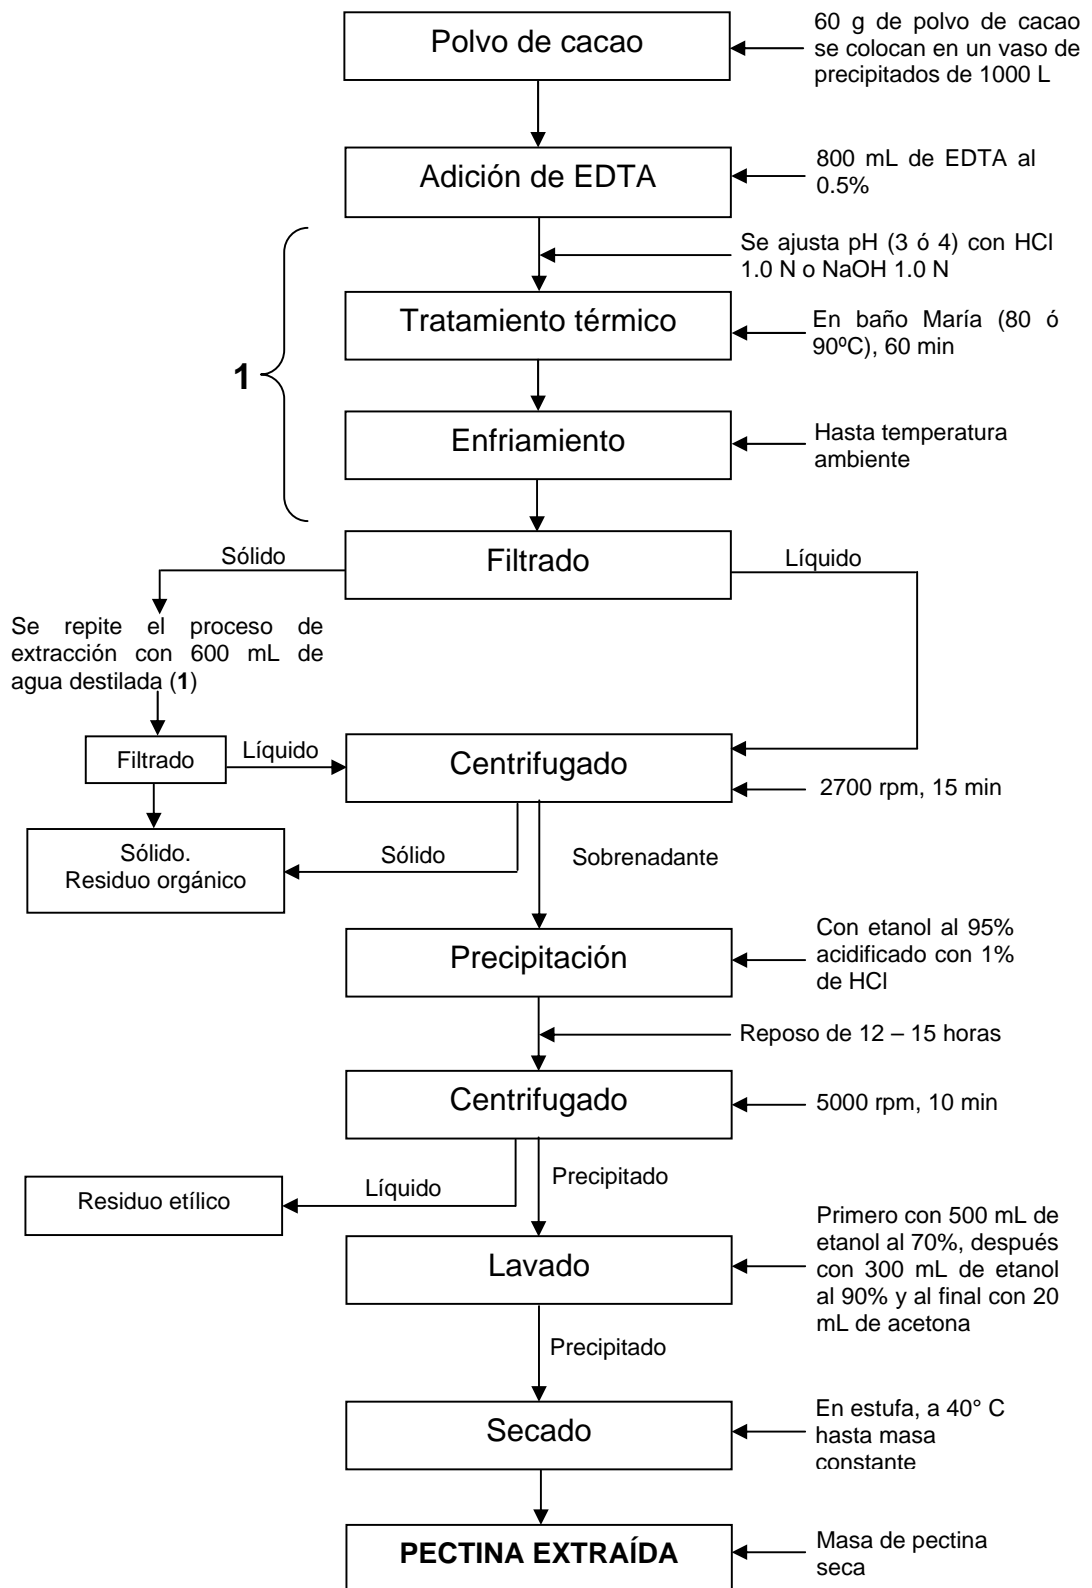 Polvo de cacao
60 g de polvo de cacao
se colocan en un vaso de
precipitados de 1000 L
Adición de EDTA
800 mL de EDTA al
0.5%
Se ajusta pH (3 ó 4) con HCl
1.0 N o NaOH 1.0 N
1
Tratamiento térmico
En baño María (80 ó
90ºC), 60 min
Enfriamiento
Hasta temperatura
ambiente
Sólido
Filtrado
Líquido
Se repite el proceso de
extracción con 600 mL de
agua destilada (1)
Filtrado
Líquido
Centrifugado
2700 rpm, 15 min
Sólido.
Residuo orgánico
Sólido
Sobrenadante
Precipitación
Con etanol al 95%
acidificado con 1%
de HCl
Reposo de 12 – 15 horas
Centrifugado
5000 rpm, 10 min
Residuo etílico
Líquido
Precipitado
Lavado
Primero con 500 mL de
etanol al 70%, después
con 300 mL de etanol
al 90% y al final con 20
mL de acetona
Precipitado
Secado
En estufa, a 40° C
hasta masa
constante
PECTINA EXTRAÍDA
Masa de pectina
seca